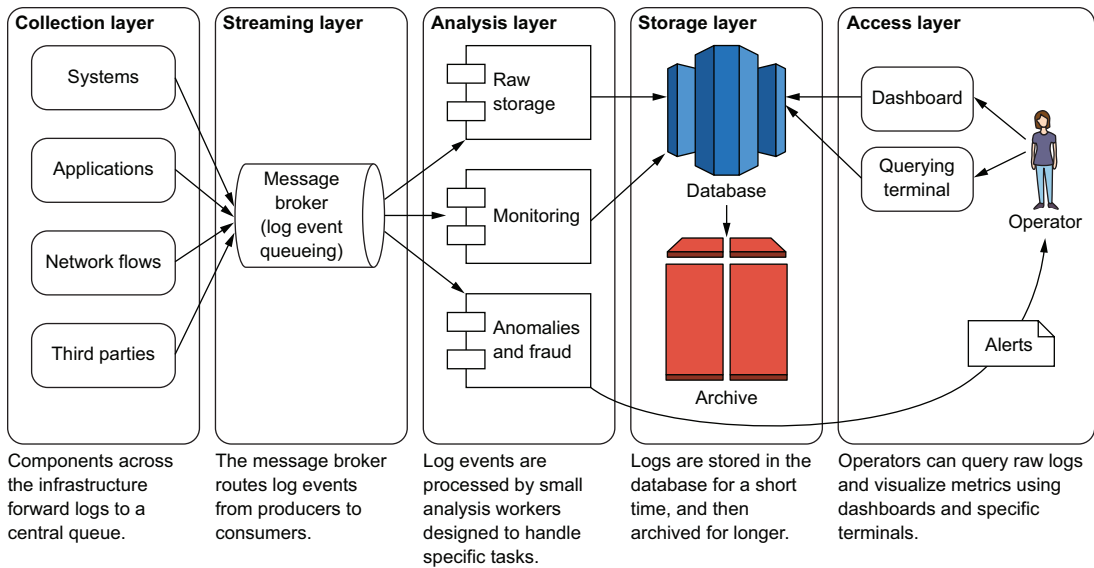 Collection layer
Systems
Applications
Network flows
Third parties
Components across
the infrastructure
forward logs to a
central queue.
Streaming layer
Message
broker
(log event
queueing)
The message broker
routes log events
from producers to
consumers.
Analysis layer
Raw
storage
Monitoring
Anomalies
and fraud
Log events are
processed by small
analysis workers
designed to handle
specific tasks.
Storage layer
Database
Archive
Logs are stored in the
database for a short
time, and then
archived for longer.
Access layer
Dashboard
Querying
terminal
Operator
Alerts
Operators can query raw logs
and visualize metrics using
dashboards and specific
terminals.